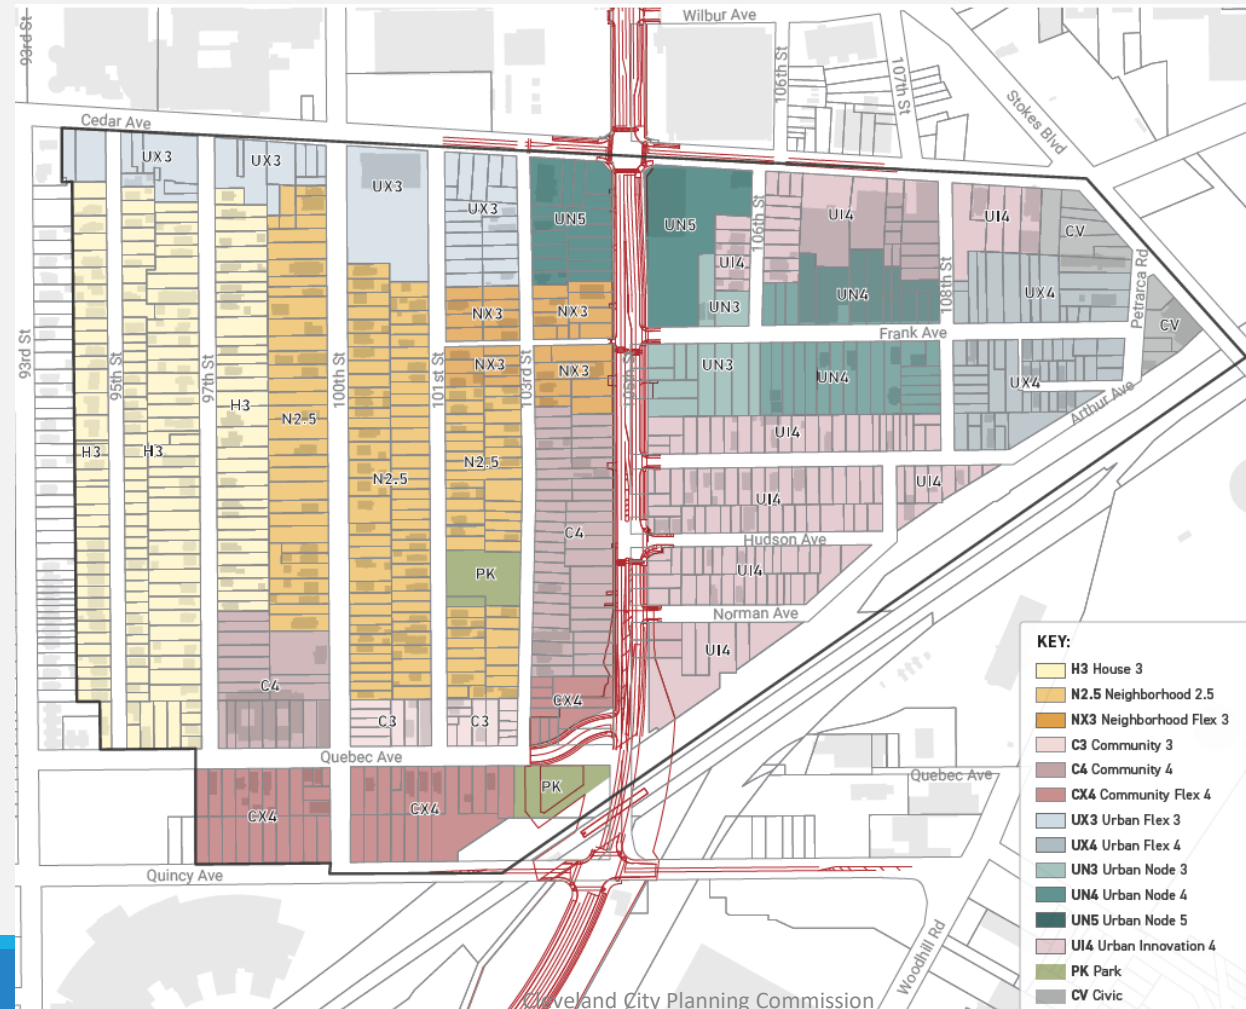 Wilbur Ave
93rd St
106th St
107th St
Stokes Blvd
Cedar Ave
UX3
UX3
UX3
UX3
UN5
UN5
UI4
UI4
UI4
CV
106th St
108th St
Petrarca Rd
UN3
UN4
UX4
NX3
NX3
CV
Frank Ave
93rd St
95th St
97th St
100th St
101st St
103rd St
105th St
NX3
NX3
UN3
UN4
UX4
Arthur Ave
H3
N2.5
H3
H3
N2.5
N2.5
UI4
UI4
UI4
C4
Hudson Ave
UI4
PK
Norman Ave
UI4
C4
CX4
C3
C3
Quebec Ave
PK
CX4
CX4
Quebec Ave
Quincy Ave
Woodhill Rd
KEY:
H3 House 3
N2.5 Neighborhood 2.5
NX3 Neighborhood Flex 3
C3 Community 3
C4 Community 4
CX4 Community Flex 4
UX3 Urban Flex 3
UX4 Urban Flex 4
UN3 Urban Node 3
UN4 Urban Node 4
UN5 Urban Node 5
UI4 Urban Innovation 4
PK Park
CV Civic
Cleveland City Planning Commission